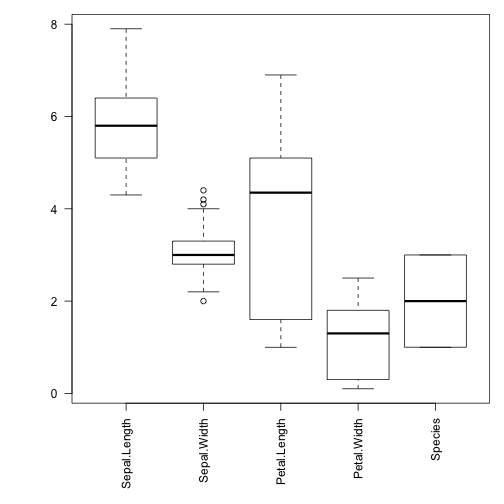 8
6
4
2
0
Sepal.Length
Sepal.Width
Petal.Length
Petal.Width
Species